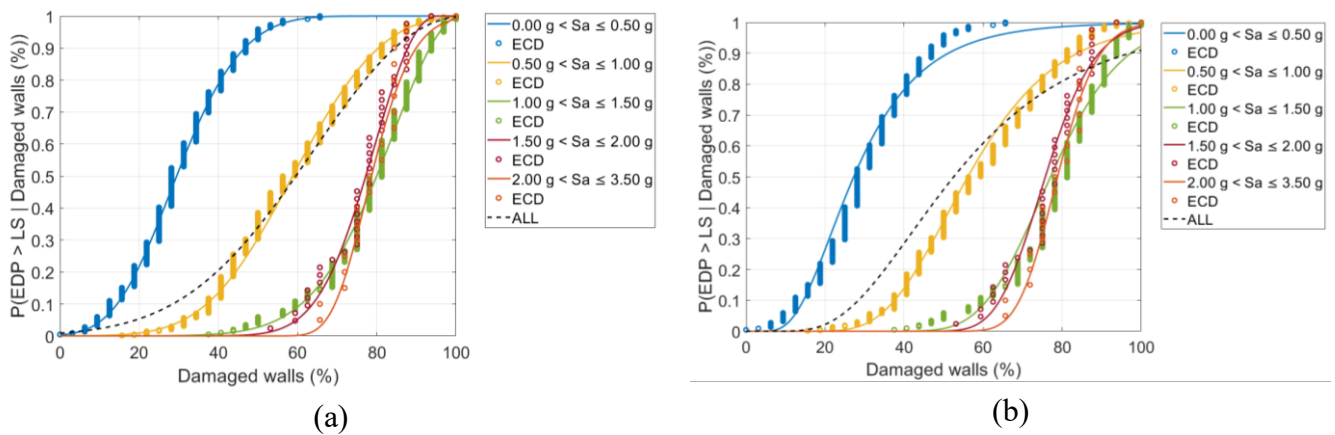 P(EDP > LS | Damaged walls (%))
1
0.9
0.8
0.7
0.6
0.5
0.4
0.3
0.2
0.1
0
0 20 40 60 80 100
Damaged walls (%)
0.00 g < Sa ≤ 0.50 g
ECD
0.50 g < Sa ≤ 1.00 g
ECD
1.00 g < Sa ≤ 1.50 g
ECD
1.50 g < Sa ≤ 2.00 g
ECD
2.00 g < Sa ≤ 3.50 g
ECD
ALL
(a)
P(EDP > LS | Damaged walls (%))
1
0.9
0.8
0.7
0.6
0.5
0.4
0.3
0.2
0.1
0
0 20 40 60 80 100
Damaged walls (%)
0.00 g < Sa ≤ 0.50 g
ECD
0.50 g < Sa ≤ 1.00 g
ECD
1.00 g < Sa ≤ 1.50 g
ECD
1.50 g < Sa ≤ 2.00 g
ECD
2.00 g < Sa ≤ 3.50 g
ECD
ALL
(b)